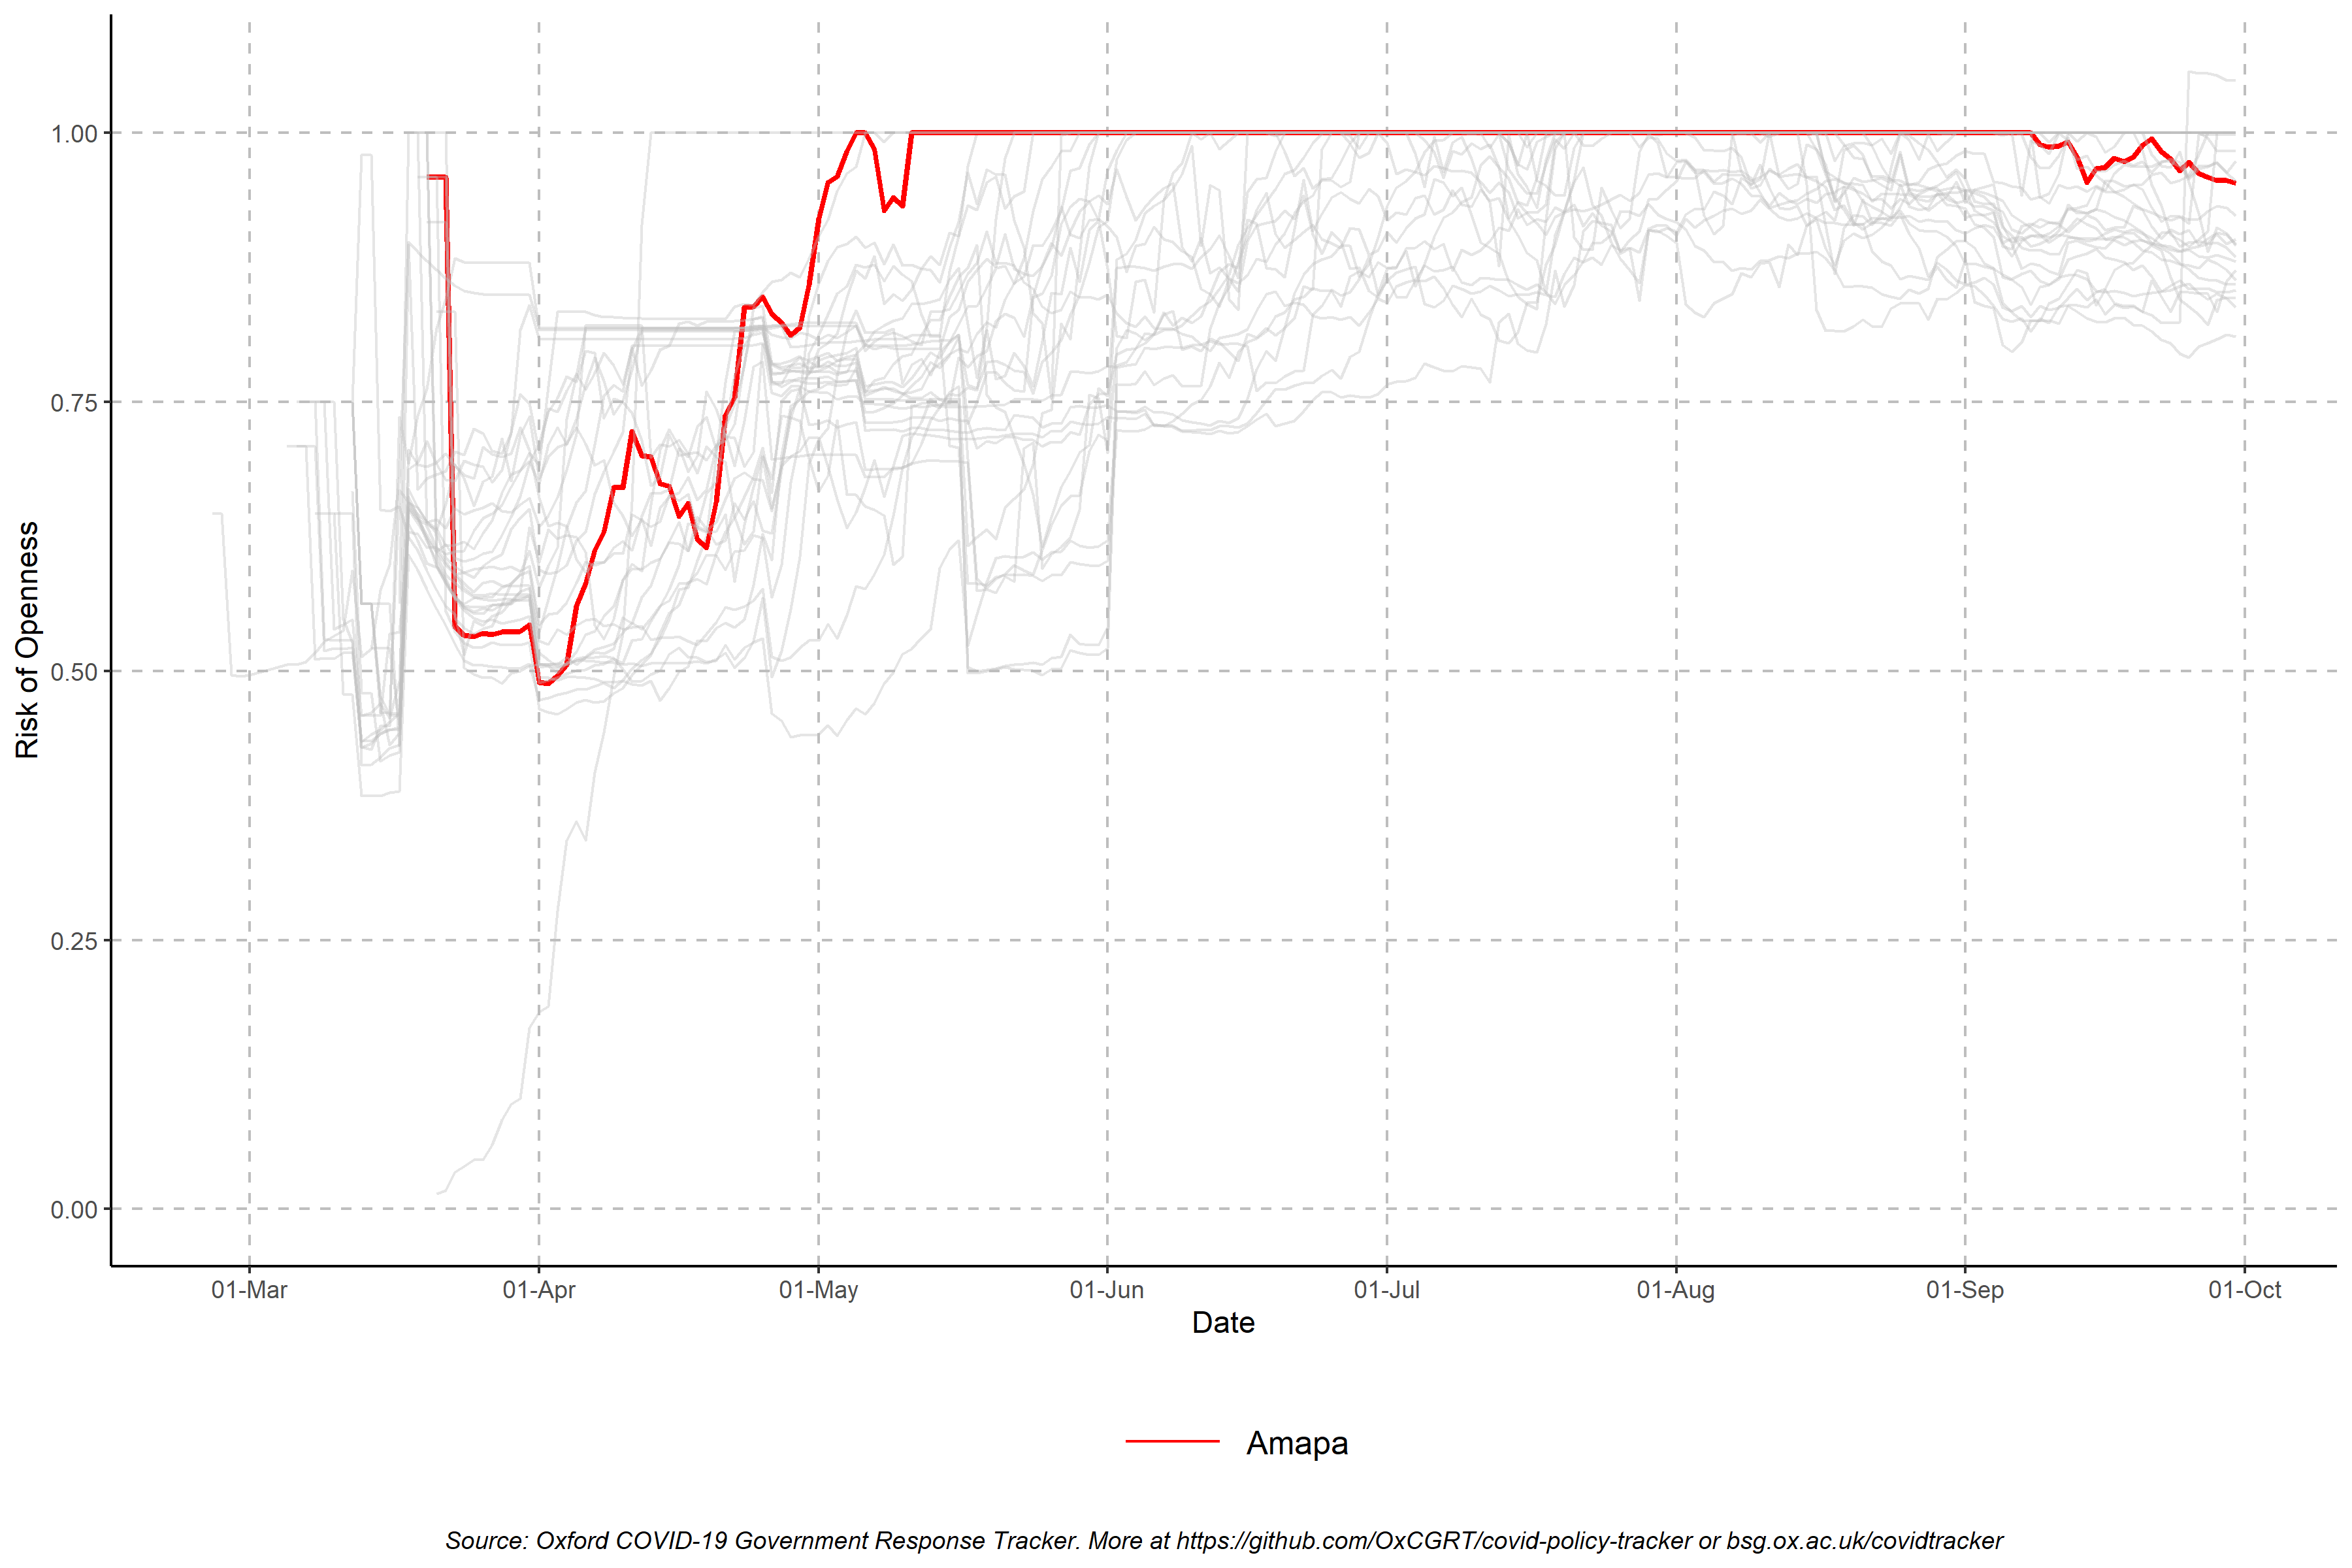 1.00
0.75
0.50
0.25
0.00
Risk of Openness
01-Mar 01-Apr 01-May 01-Jun 01-Jul 01-Aug 01-Sep 01-Oct
Date
Amapa
Source: Oxford COVID-19 Government Response Tracker. More at https://github.com/OxCGRT/covid-policy-tracker or bsg.ox.ac.uk/covidtracker